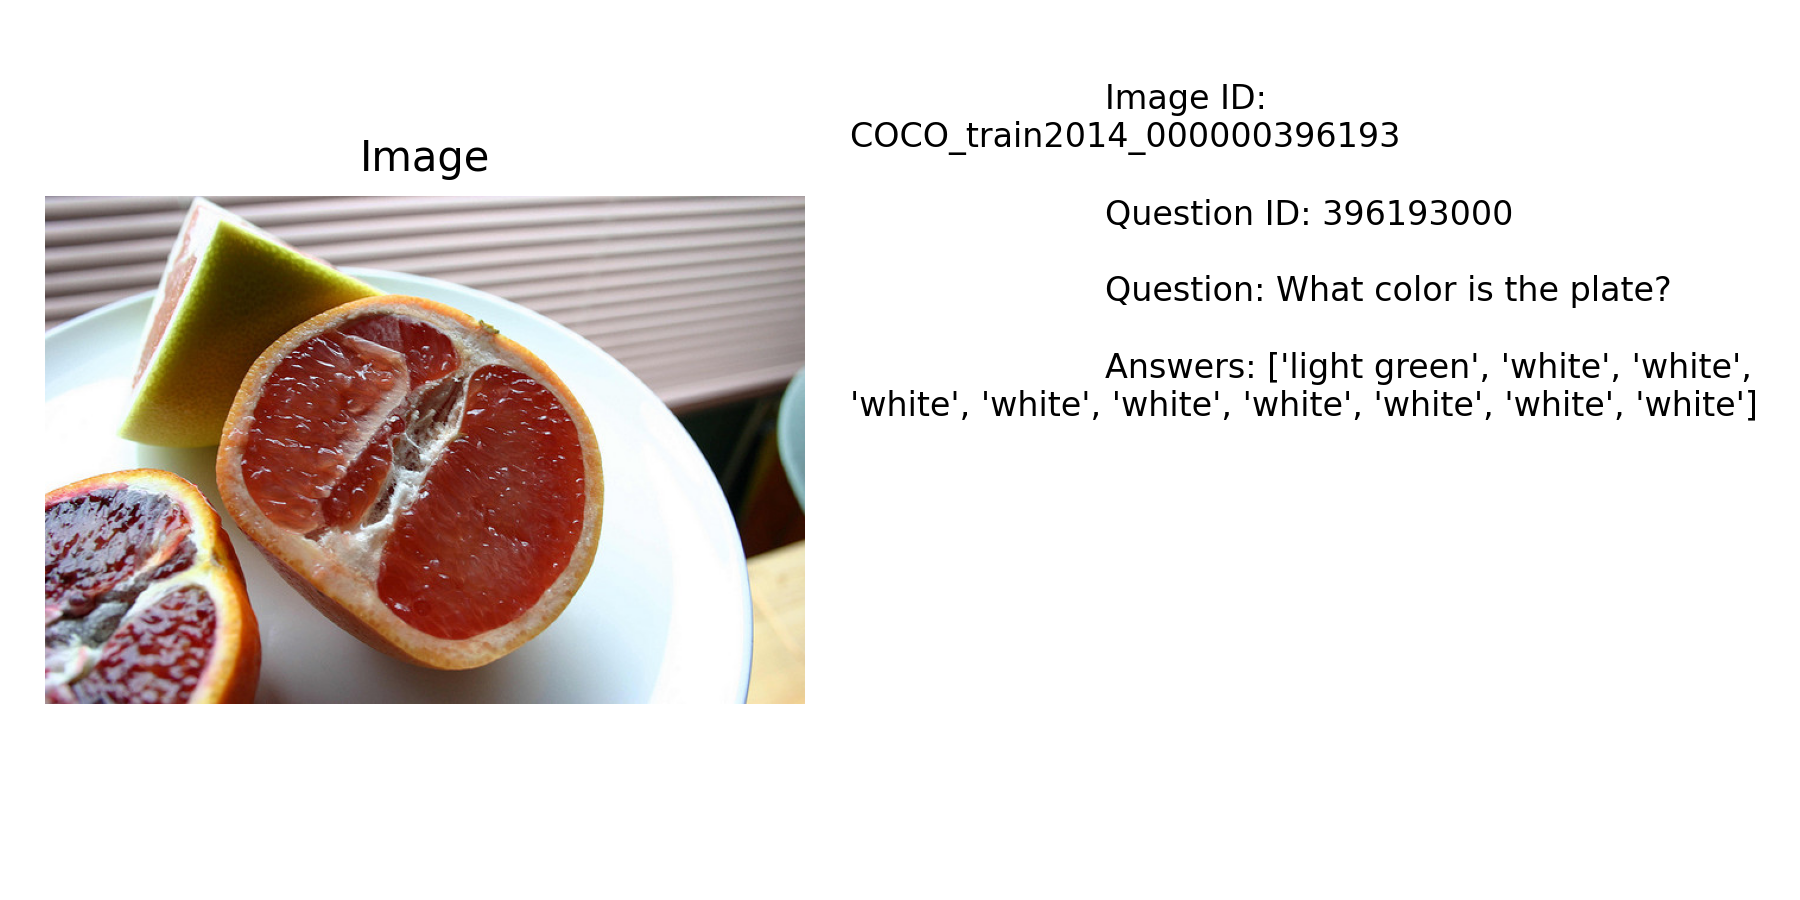 Image
Image ID:
COCO_train2014_000000396193
Question ID: 396193000
Question: What color is the plate?
Answers: ['light green', 'white', 'white',
'white', 'white', 'white', 'white', 'white', 'white', 'white']